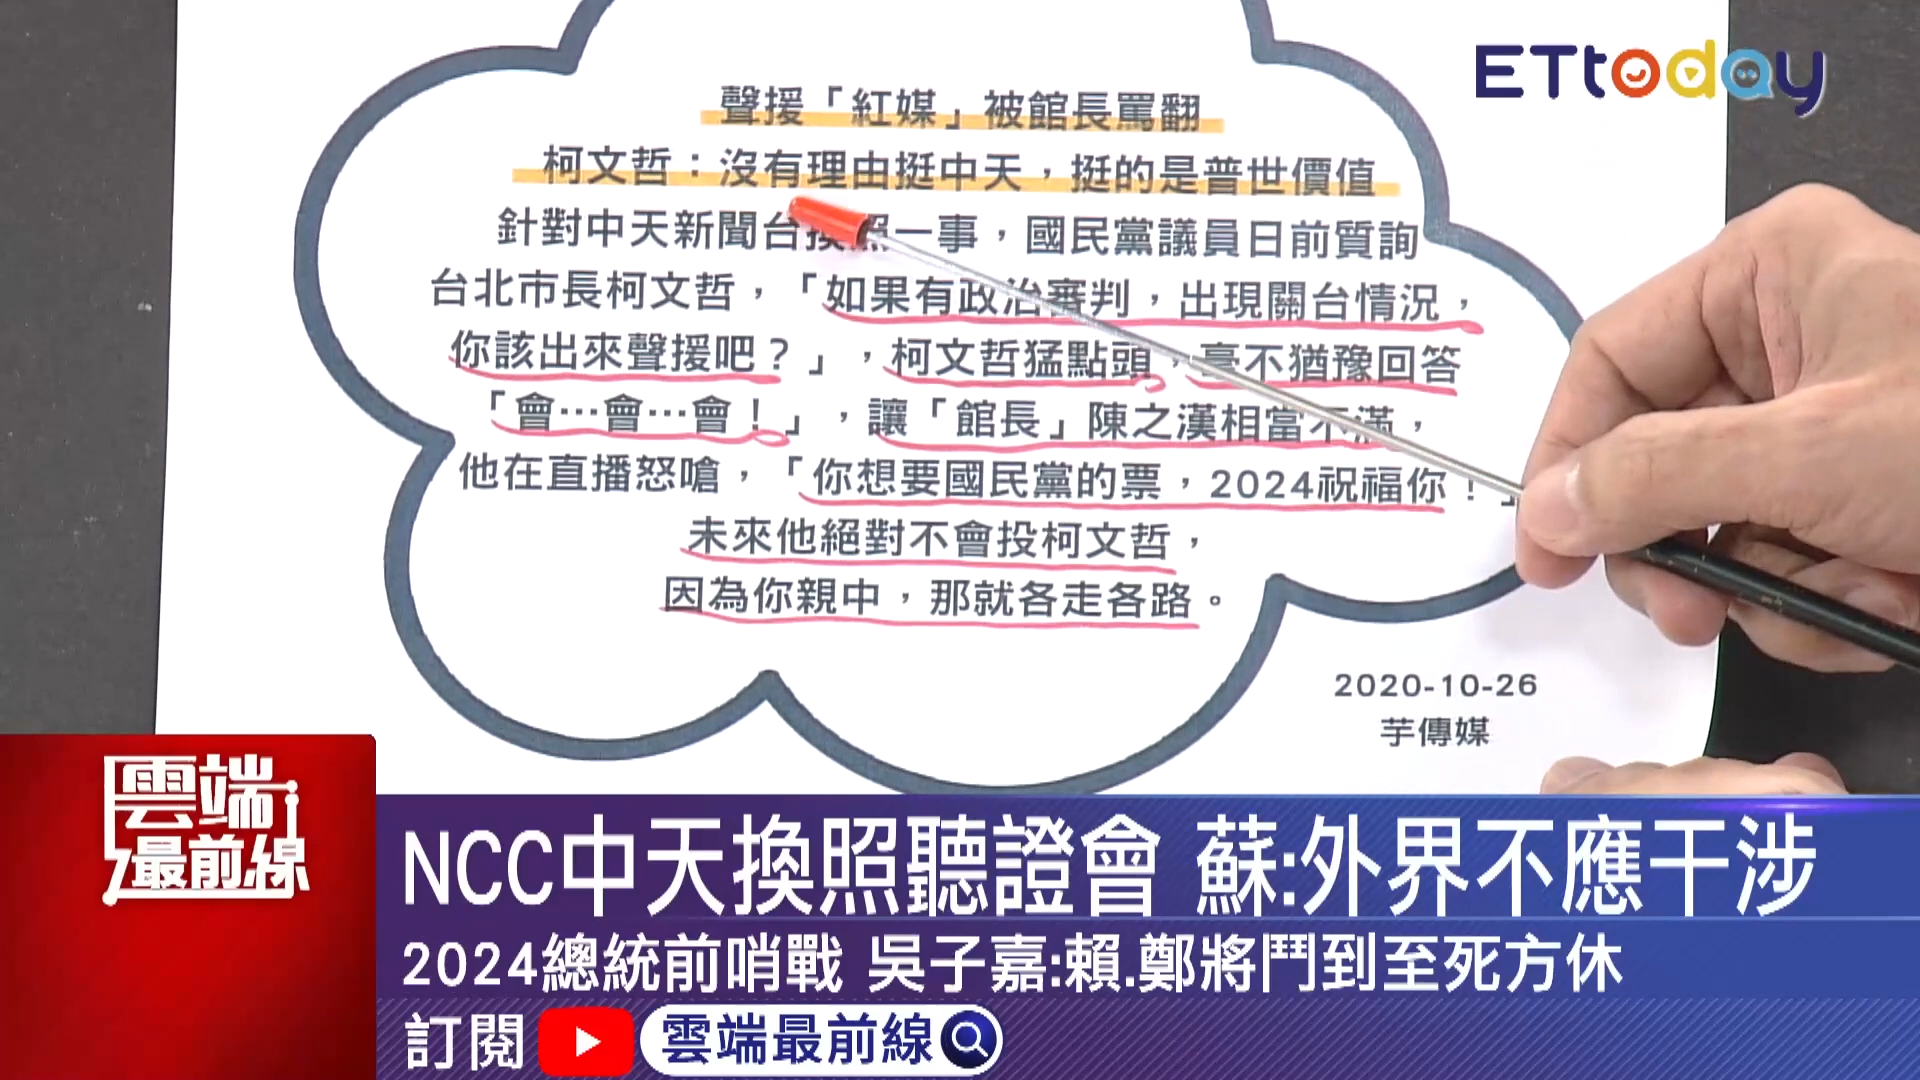 ETtoday
聲援「紅媒」被館長罵翻
柯文哲：沒有理由挺中天，挺的是普世價值
針對中天新聞台換照一事，國民黨議員日前質詢
台北市長柯文哲，「如果有政治審判，出現關台情況，
你該出來聲援吧？」，柯文哲猛點頭，毫不猶豫回答
「會…會…會！」，讓「館長」陳之漢相當不滿，
他在直播怒嗆，「你想要國民黨的票，2024祝福你！」
未來他絕對不會投柯文哲，
因為你親中，那就各走各路。
2020-10-26
芋傳媒
雲端
最前線
NCC中天換照聽證會 蘇:外界不應干涉
2024總統前哨戰 吳子嘉:賴.鄭將鬥到至死方休
訂閱 雲端最前線